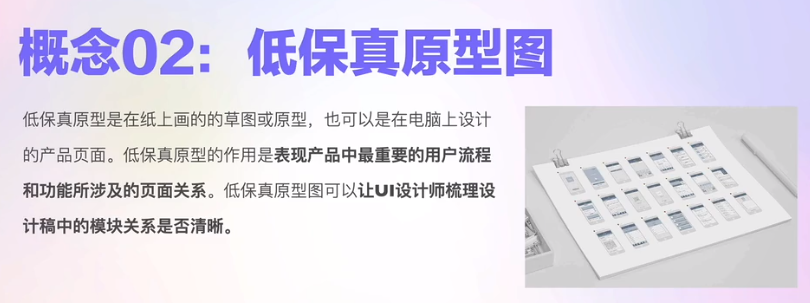 概念02：低保真原型图
低保真原型是在纸上画的的草图或原型，也可以是在电脑上设计
的产品页面。低保真原型的作用是表现产品中最重要的用户流程
和功能所涉及的页面关系。低保真原型图可以让UI设计师梳理设
计稿中的模块关系是否清晰。